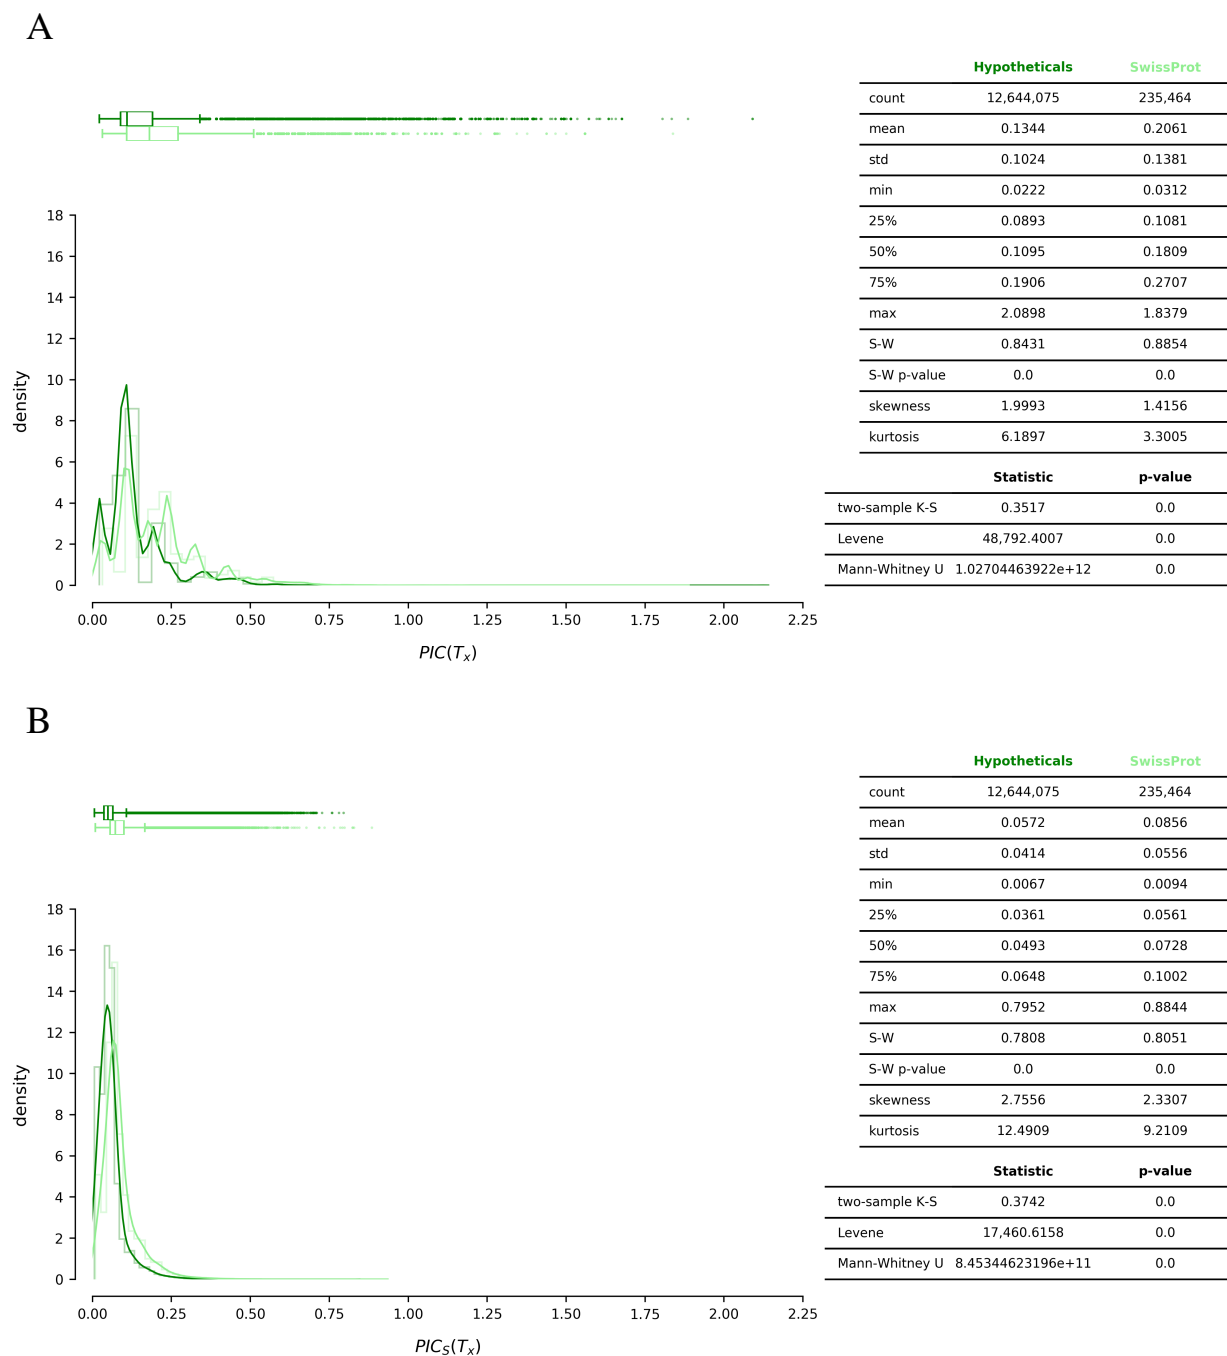 A
Hypotheticals SwissProt
count 12,644,075 235,464
mean 0.1344 0.2061
std 0.1024 0.1381
min 0.0222 0.0312
25% 0.0893 0.1081
50% 0.1095 0.1809
75% 0.1906 0.2707
max 2.0898 1.8379
S-W 0.8431 0.8854
S-W p-value 0.0 0.0
skewness 1.9993 1.4156
kurtosis 6.1897 3.3005
Statistic p-value
two-sample K-S 0.3517 0.0
Levene 48,792.4007 0.0
Mann-Whitney U 1.02704463922e+12 0.0
18
16
14
12
10
8
6
4
2
0
density
0.00 0.25 0.50 0.75 1.00 1.25 1.50 1.75 2.00 2.25
PIC(Tx)
B
Hypotheticals SwissProt
count 12,644,075 235,464
mean 0.0572 0.0856
std 0.0414 0.0556
min 0.0067 0.0094
25% 0.0361 0.0561
50% 0.0493 0.0728
75% 0.0648 0.1002
max 0.7952 0.8844
S-W 0.7808 0.8051
S-W p-value 0.0 0.0
skewness 2.7556 2.3307
kurtosis 12.4909 9.2109
Statistic p-value
two-sample K-S 0.3742 0.0
Levene 17,460.6158 0.0
Mann-Whitney U 8.45344623196e+11 0.0
18
16
14
12
10
8
6
4
2
0
density
0.00 0.25 0.50 0.75 1.00 1.25 1.50 1.75 2.00 2.25
PICS(Tx)